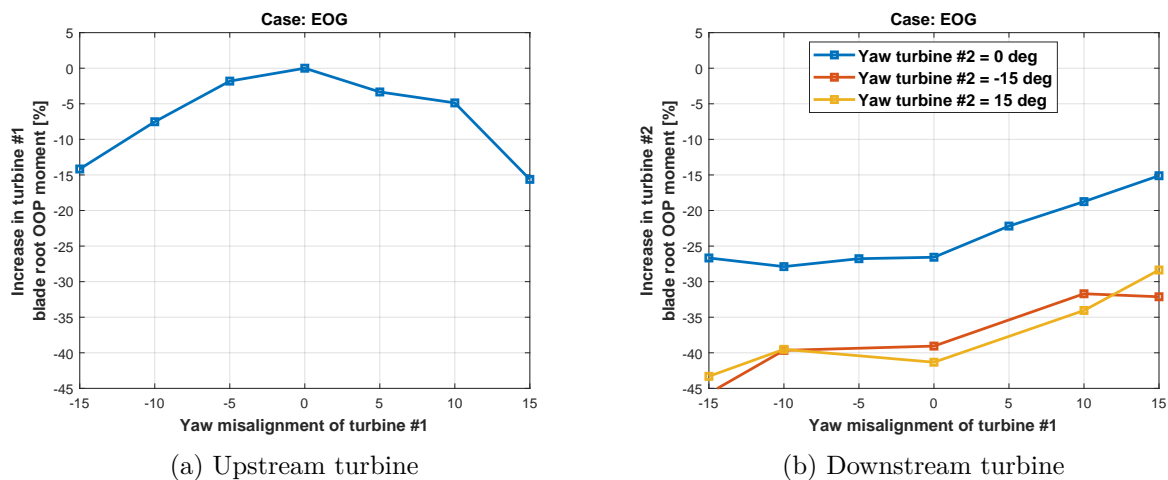 Case: EOG
Increase in turbine #1
blade root OOP moment [%]
5
0
-5
-10
-15
-20
-25
-30
-35
-40
-45
-15
-10
-5
0
5
10
15
Yaw misalignment of turbine #1
(a) Upstream turbine
Case: EOG
Yaw turbine #2 = 0 deg
Yaw turbine #2 = -15 deg
Yaw turbine #2 = 15 deg
Increase in turbine #2
blade root OOP moment [%]
5
0
-5
-10
-15
-20
-25
-30
-35
-40
-45
-15
-10
-5
0
5
10
15
Yaw misalignment of turbine #1
(b) Downstream turbine